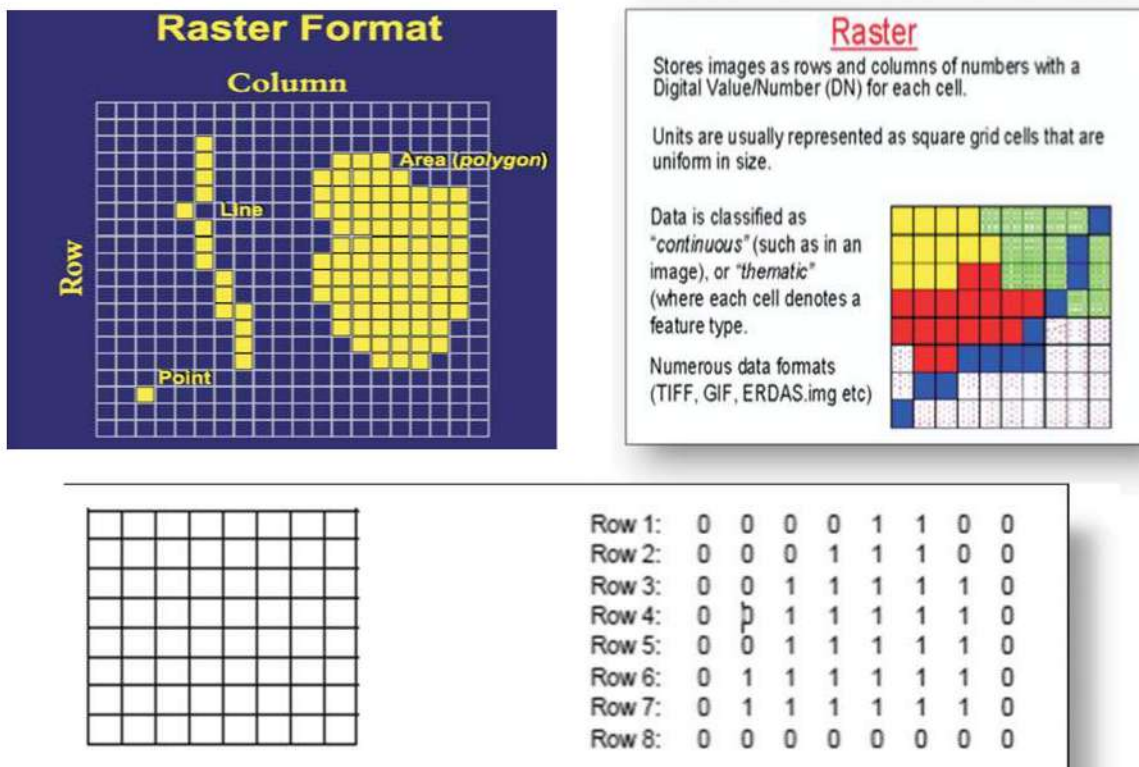 Raster Format
Column
Area (polygon)
Line
Row
Point
Raster
Stores images as rows and columns of numbers with a
Digital Value/Number (DN) for each cell.
Units are usually represented as square grid cells that are
uniform in size.
Data is classified as
"continuous" (such as in an
image), or "thematic"
(where each cell denotes a
feature type.
Numerous data formats
(TIFF, GIF, ERDAS.img etc)
Row 1: 0 0 0 0 1 1 0 0
Row 2: 0 0 0 1 1 1 0 0
Row 3: 0 0 1 1 1 1 1 0
Row 4: 0 0 1 1 1 1 1 0
Row 5: 0 0 1 1 1 1 1 0
Row 6: 0 1 1 1 1 1 1 0
Row 7: 0 1 1 1 1 1 1 0
Row 8: 0 0 0 0 0 0 0 0